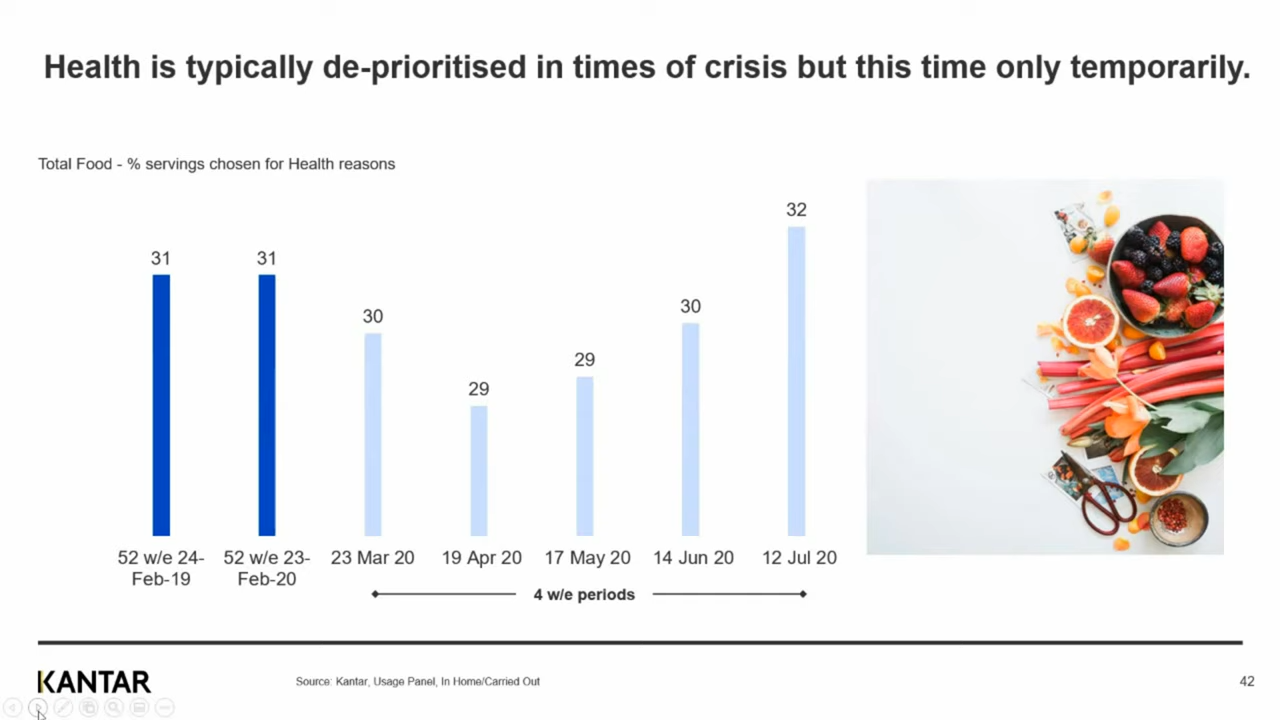 Health is typically de-prioritised in times of crisis but this time only temporarily.
Total Food - % servings chosen for Health reasons
31
31
30
29
29
30
32
52 w/e 24-
Feb-19
52 w/e 23-
Feb-20
23 Mar 20
19 Apr 20
17 May 20
14 Jun 20
12 Jul 20
4 w/e periods
KANTAR
Source: Kantar, Usage Panel, In Home/Carried Out
42